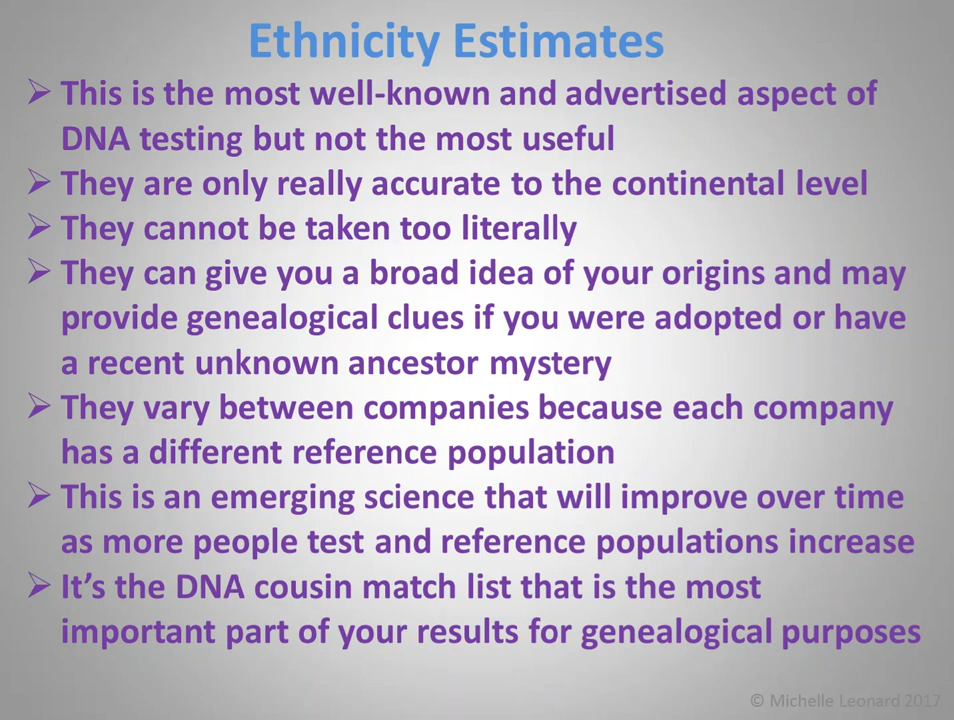 Ethnicity Estimates
➢ This is the most well-known and advertised aspect of
DNA testing but not the most useful
➢ They are only really accurate to the continental level
➢ They cannot be taken too literally
➢ They can give you a broad idea of your origins and may
provide genealogical clues if you were adopted or have
a recent unknown ancestor mystery
➢ They vary between companies because each company
has a different reference population
➢ This is an emerging science that will improve over time
as more people test and reference populations increase
➢ It’s the DNA cousin match list that is the most
important part of your results for genealogical purposes
© Michelle Leonard 2017